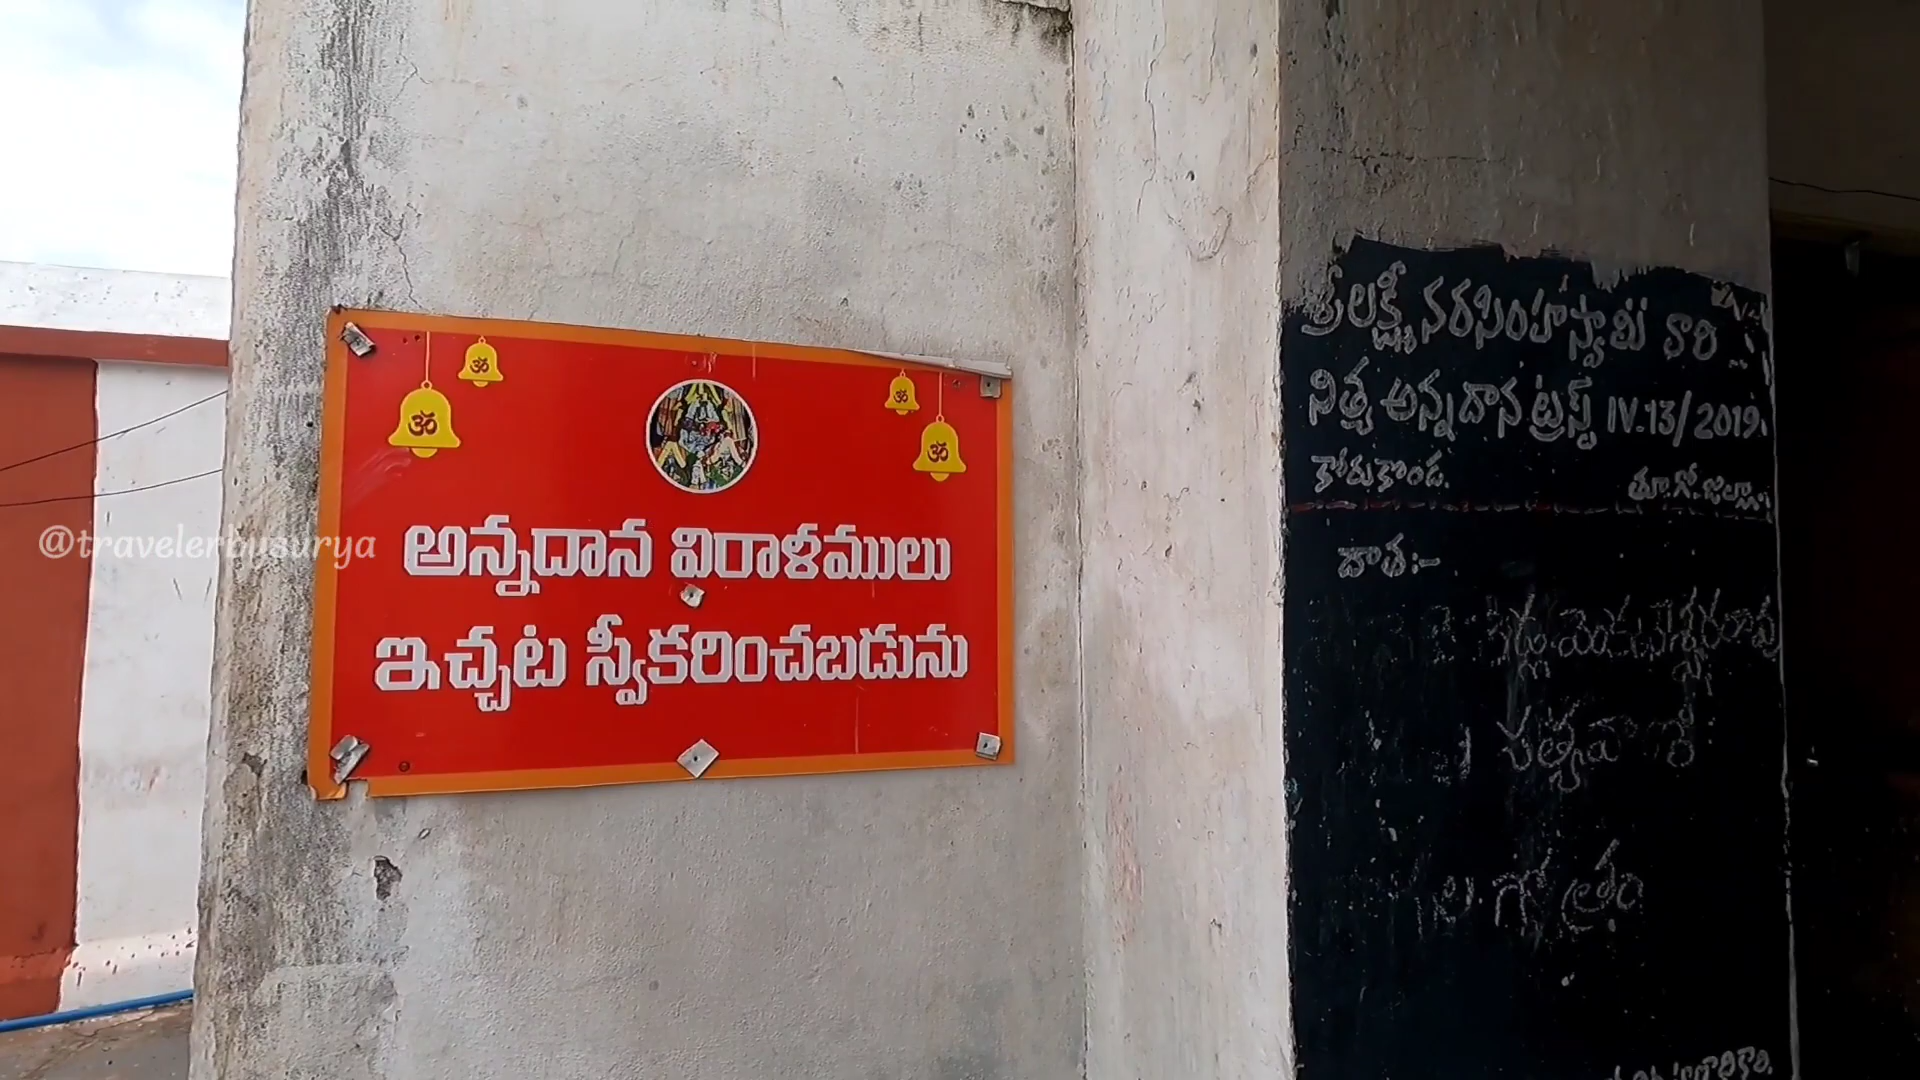 @travelerbysurya
అన్నదాన విరాళములు
ఇచ్చట స్వీకరించబడును
శ్రీ లక్ష్మీ నరసింహస్వామి వారి
నిత్య అన్నదాన ట్రస్ట్ IV.13/2019.
కోరుకొండ. తూ.గో.జిల్లా.
దాత:-
గోత్రం